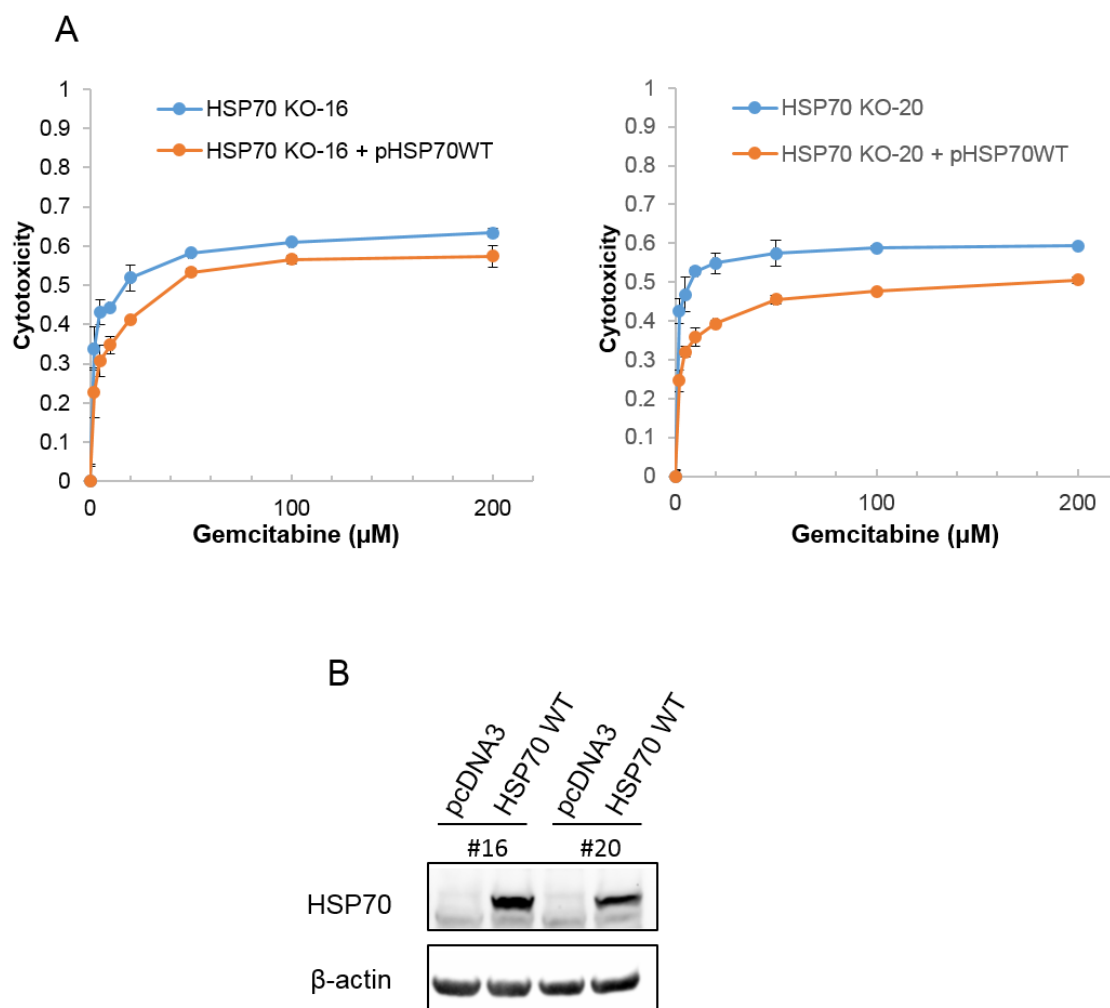 A
1
0.9
0.8
0.7
0.6
0.5
0.4
0.3
0.2
0.1
0
Cytotoxicity
HSP70 KO-16
HSP70 KO-16 + pHSP70WT
0 100 200
Gemcitabine (µM)
1
0.9
0.8
0.7
0.6
0.5
0.4
0.3
0.2
0.1
0
Cytotoxicity
HSP70 KO-20
HSP70 KO-20 + pHSP70WT
0 100 200
Gemcitabine (µM)
B
pcDNA3
HSP70 WT
pcDNA3
HSP70 WT
#16 #20
HSP70
β-actin